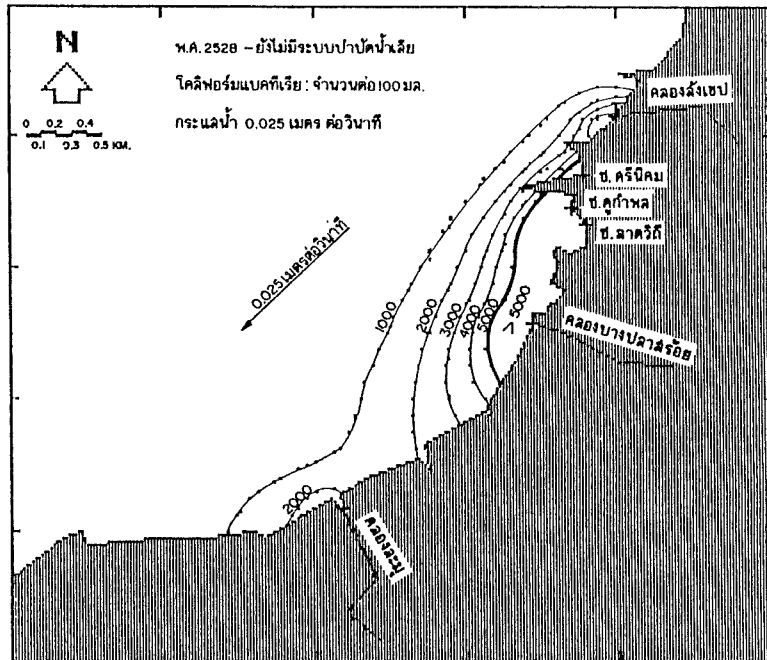 N
พ.ศ. 2528 - ยังไม่มีระบบบำบัดน้ำเสีย
โคลิฟอร์มแบคทีเรีย : จำนวนต่อ 100 มล.
กระแสน้ำ 0.025 เมตร ต่อวินาที
0 0.2 0.4
0.1 0.3 0.5 KM.
คลองสังเขป
ซ. ศรีนิคม
ซ. คูกำพล
ซ. ลาดวิถี
0.025 เมตรต่อวินาที
1000
2000
3000
4000
5000
> 5000
คลองบางปลาสร้อย
2000
คลองละมุ